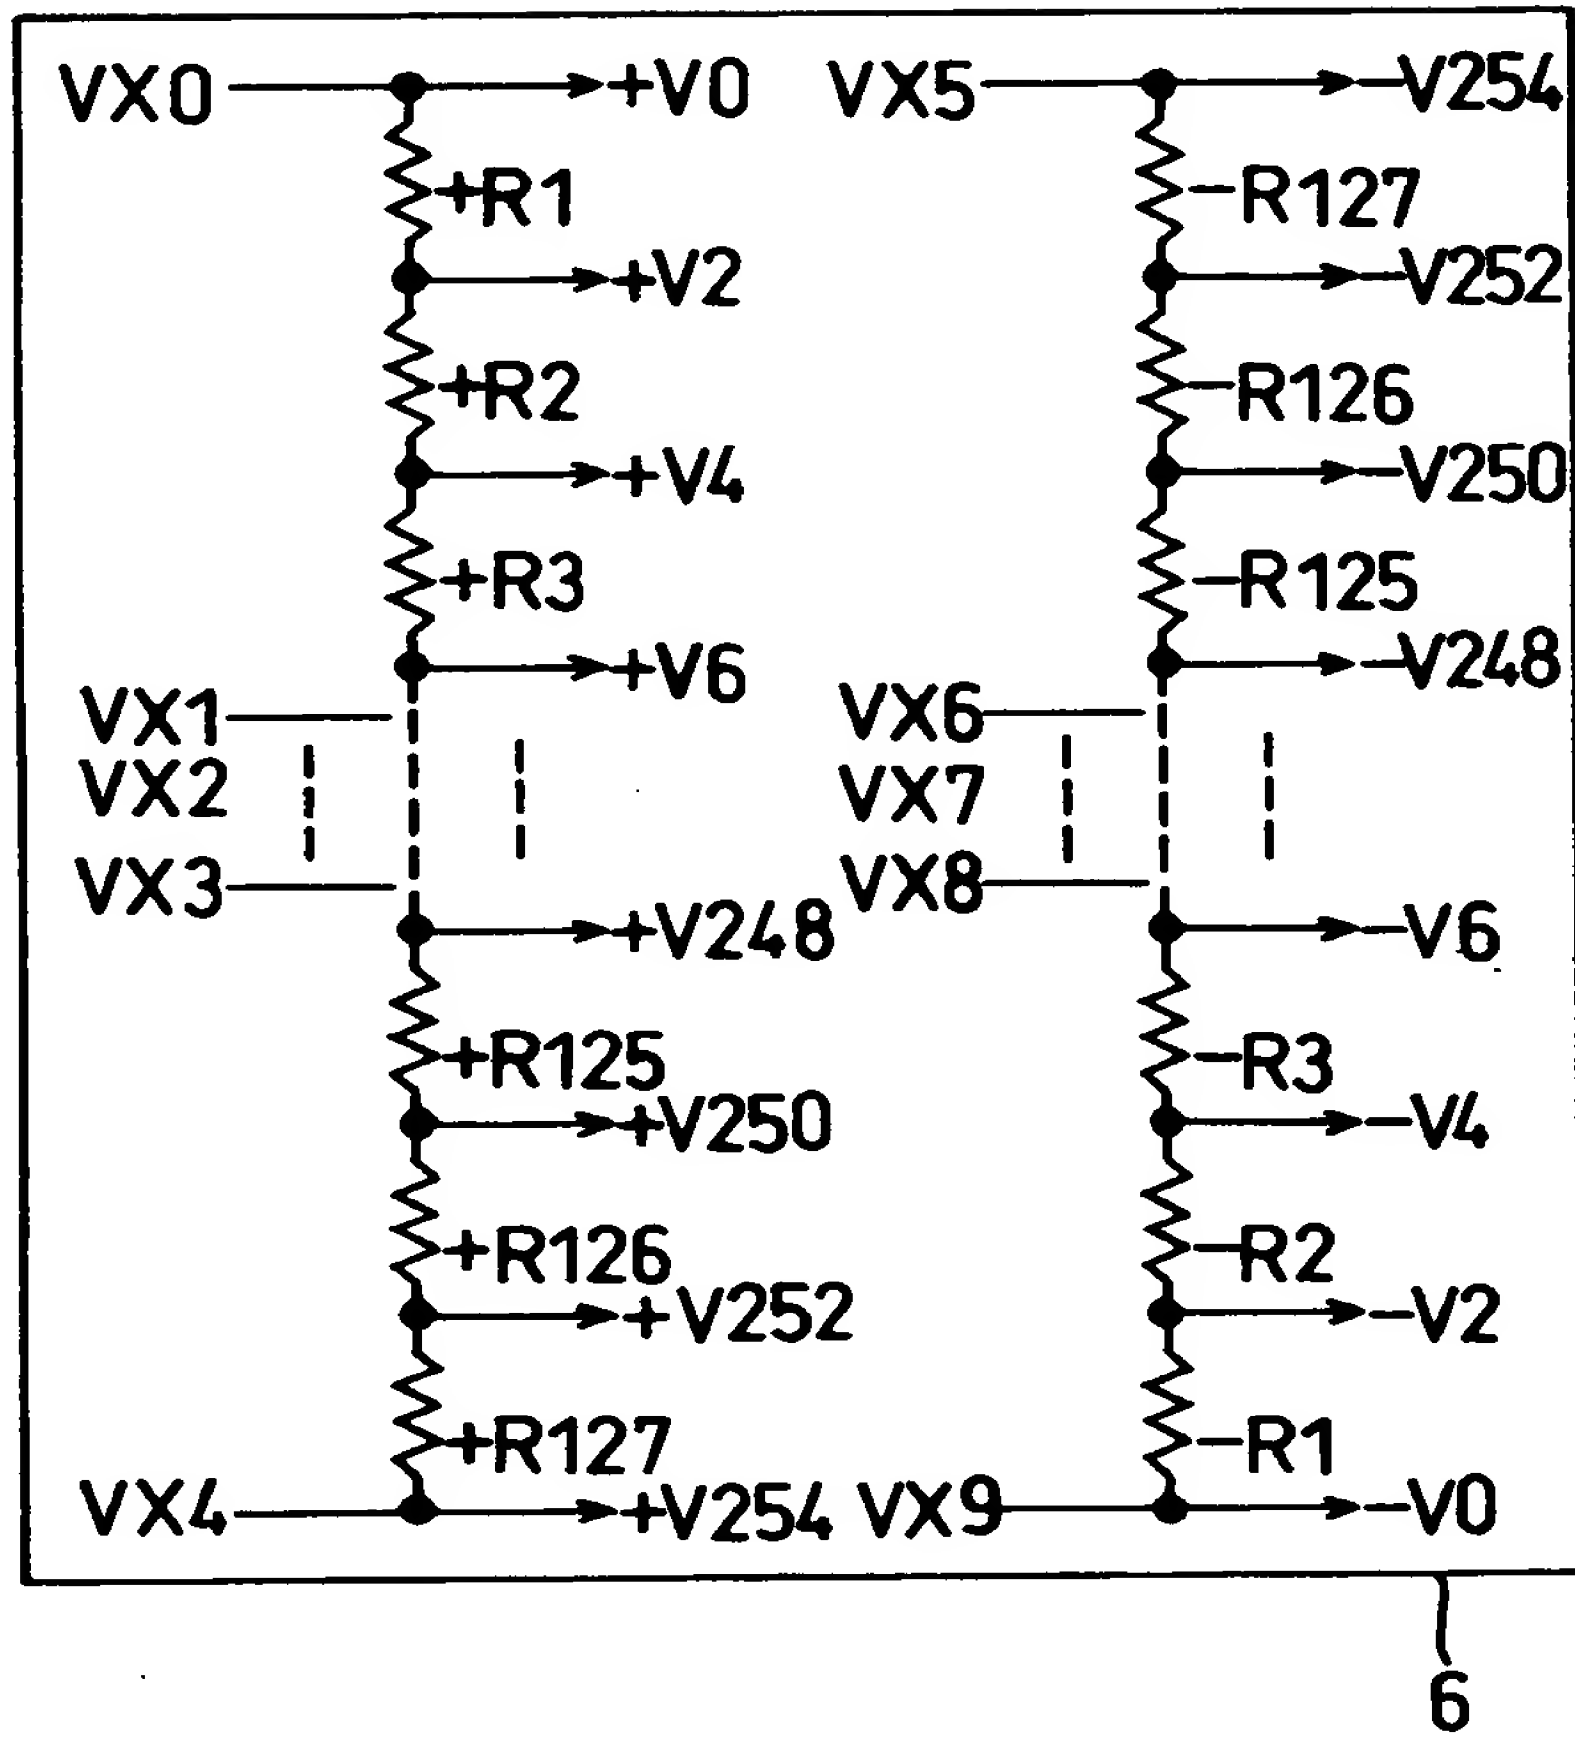 VX0 +V0 VX5 -V254
+R1 -R127
+V2 -V252
+R2 -R126
+V4 -V250
+R3 -R125
+V6 -V248
VX1 VX6
VX2 VX7
VX3 VX8
+V248 -V6
+R125 -R3
+V250 -V4
+R126 -R2
+V252 -V2
+R127 -R1
VX4 +V254 VX9 -V0
6